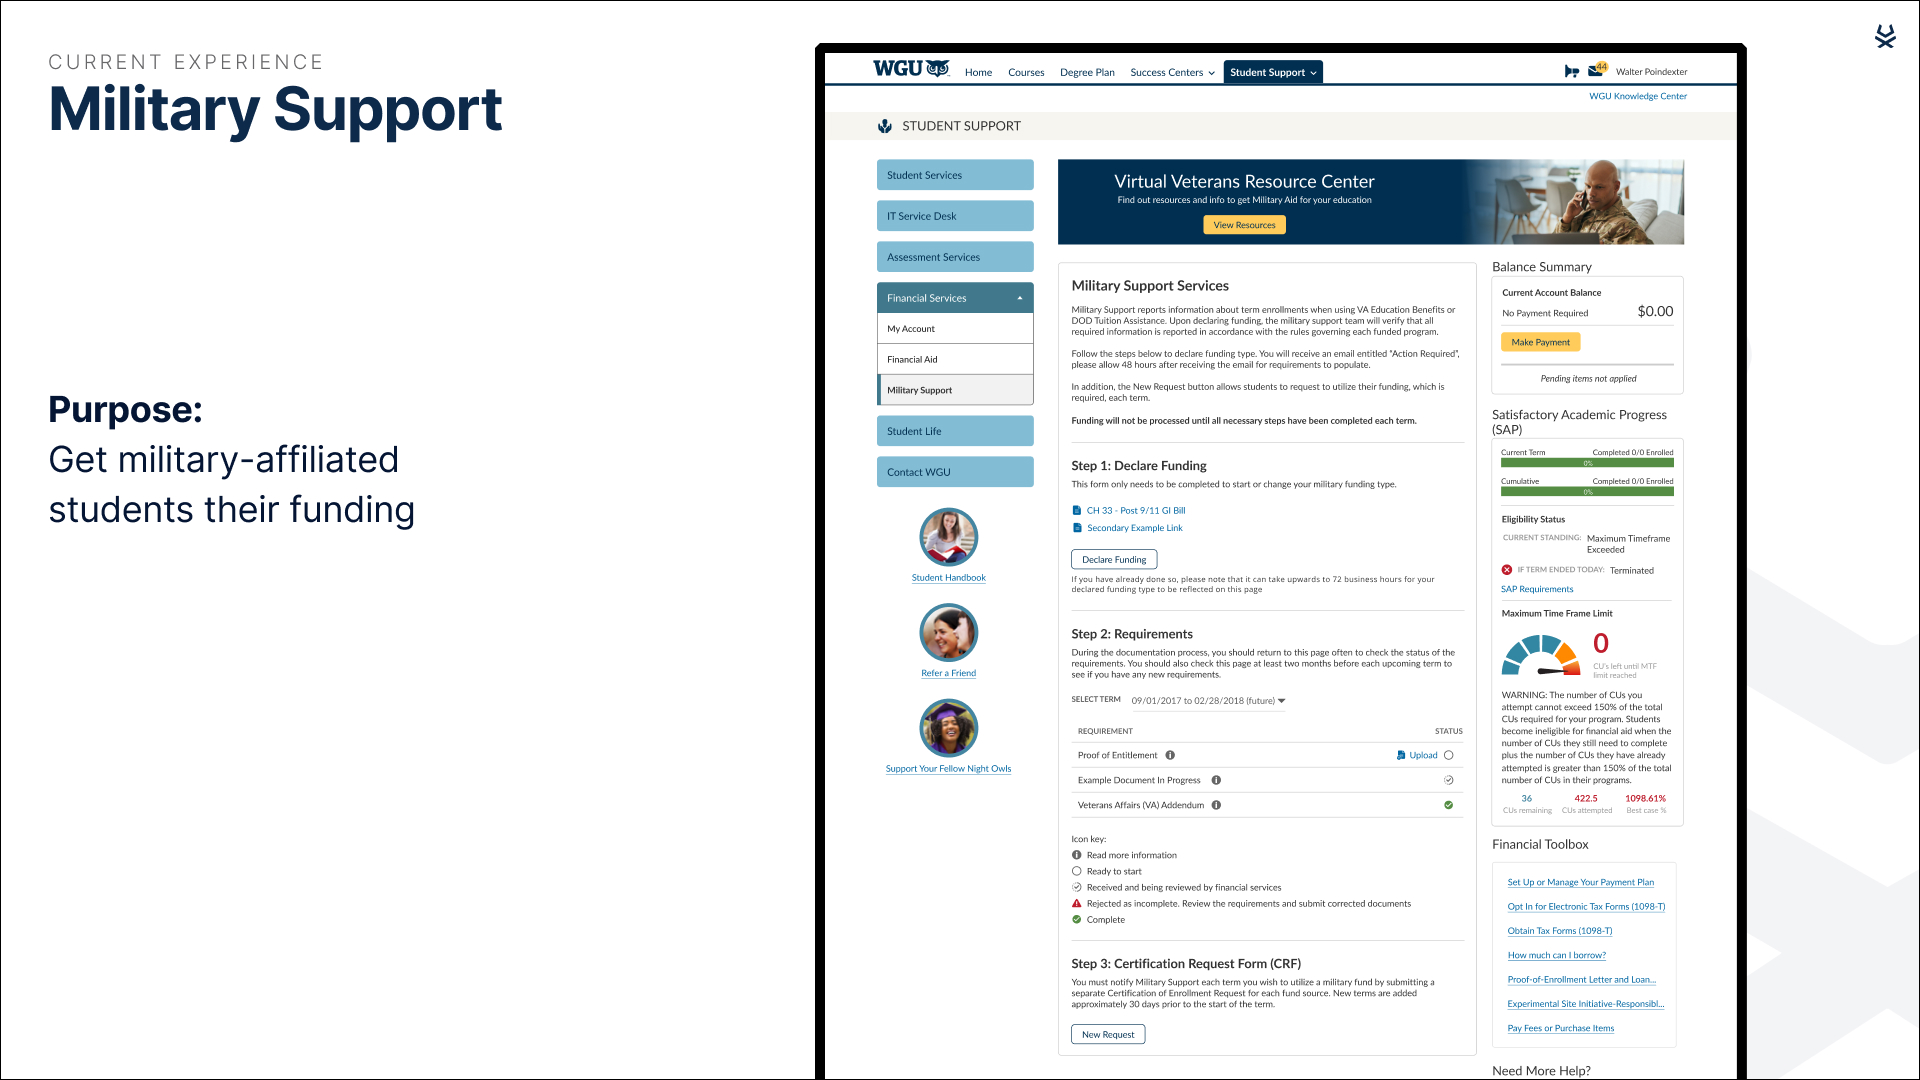 CURRENT EXPERIENCE
Military Support
Purpose:
Get military-affiliated
students their funding
WGU
Home
Courses
Degree Plan
Success Centers
Student Support
44
Walter Poindexter
WGU Knowledge Center
STUDENT SUPPORT
Student Services
IT Service Desk
Assessment Services
Financial Services
My Account
Financial Aid
Military Support
Student Life
Contact WGU
Student Handbook
Refer a Friend
Support Your Fellow Night Owls
Virtual Veterans Resource Center
Find out resources and info to get Military Aid for your education
View Resources
Military Support Services
Military Support reports information about term enrollments when using VA Education Benefits or
DOD Tuition Assistance. Upon declaring funding, the military support team will verify that all
required information is reported in accordance with the rules governing each funded program.
Follow the steps below to declare funding type. You will receive an email entitled "Action Required",
please allow 48 hours after receiving the email for requirements to populate.
In addition, the New Request button allows students to request to utilize their funding, which is
required, each term.
Funding will not be processed until all necessary steps have been completed each term.
Step 1: Declare Funding
This form only needs to be completed to start or change your military funding type.
CH 33 - Post 9/11 GI Bill
Secondary Example Link
Declare Funding
If you have already done so, please note that it can take upwards to 72 business hours for your
declared funding type to be reflected on this page
Step 2: Requirements
During the documentation process, you should return to this page often to check the status of the
requirements. You should also check this page at least two months before each upcoming term to
see if you have any new requirements.
SELECT TERM 09/01/2017 to 02/28/2018 (future)
REQUIREMENT STATUS
Proof of Entitlement Upload
Example Document In Progress
Veterans Affairs (VA) Addendum
Icon key:
Read more information
Ready to start
Received and being reviewed by financial services
Rejected as incomplete. Review the requirements and submit corrected documents
Complete
Step 3: Certification Request Form (CRF)
You must notify Military Support each term you wish to utilize a military fund by submitting a
separate Certification of Enrollment Request for each fund source. New terms are added
approximately 30 days prior to the start of the term.
New Request
Balance Summary
Current Account Balance
No Payment Required $0.00
Make Payment
Pending items not applied
Satisfactory Academic Progress
(SAP)
Current Term Completed 0/0 Enrolled
0%
Cumulative Completed 0/0 Enrolled
0%
Eligibility Status
CURRENT STANDING: Maximum Timeframe
Exceeded
IF TERM ENDED TODAY: Terminated
SAP Requirements
Maximum Time Frame Limit
0
CU's left until MTF
limit reached
WARNING: The number of CUs you
attempt cannot exceed 150% of the total
CUs required for your program. Students
become ineligible for financial aid when the
number of CUs they still need to complete
plus the number of CUs they have already
attempted is greater than 150% of the total
number of CUs in their programs.
36 422.5 1098.61%
CUs remaining CUs attempted Best case %
Financial Toolbox
Set Up or Manage Your Payment Plan
Opt In for Electronic Tax Forms (1098-T)
Obtain Tax Forms (1098-T)
How much can I borrow?
Proof-of-Enrollment Letter and Loan...
Experimental Site Initiative-Responsibl...
Pay Fees or Purchase Items
Need More Help?